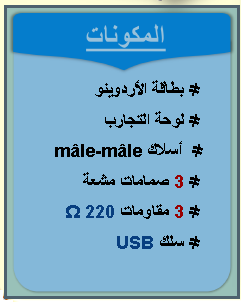 المكونات
* بطاقة الأردوينو
* لوحة التجارب
* أسلاك mâle-mâle
* 3 صمامات مشعة
* 3 مقاومات 220 Ω
* سلك USB